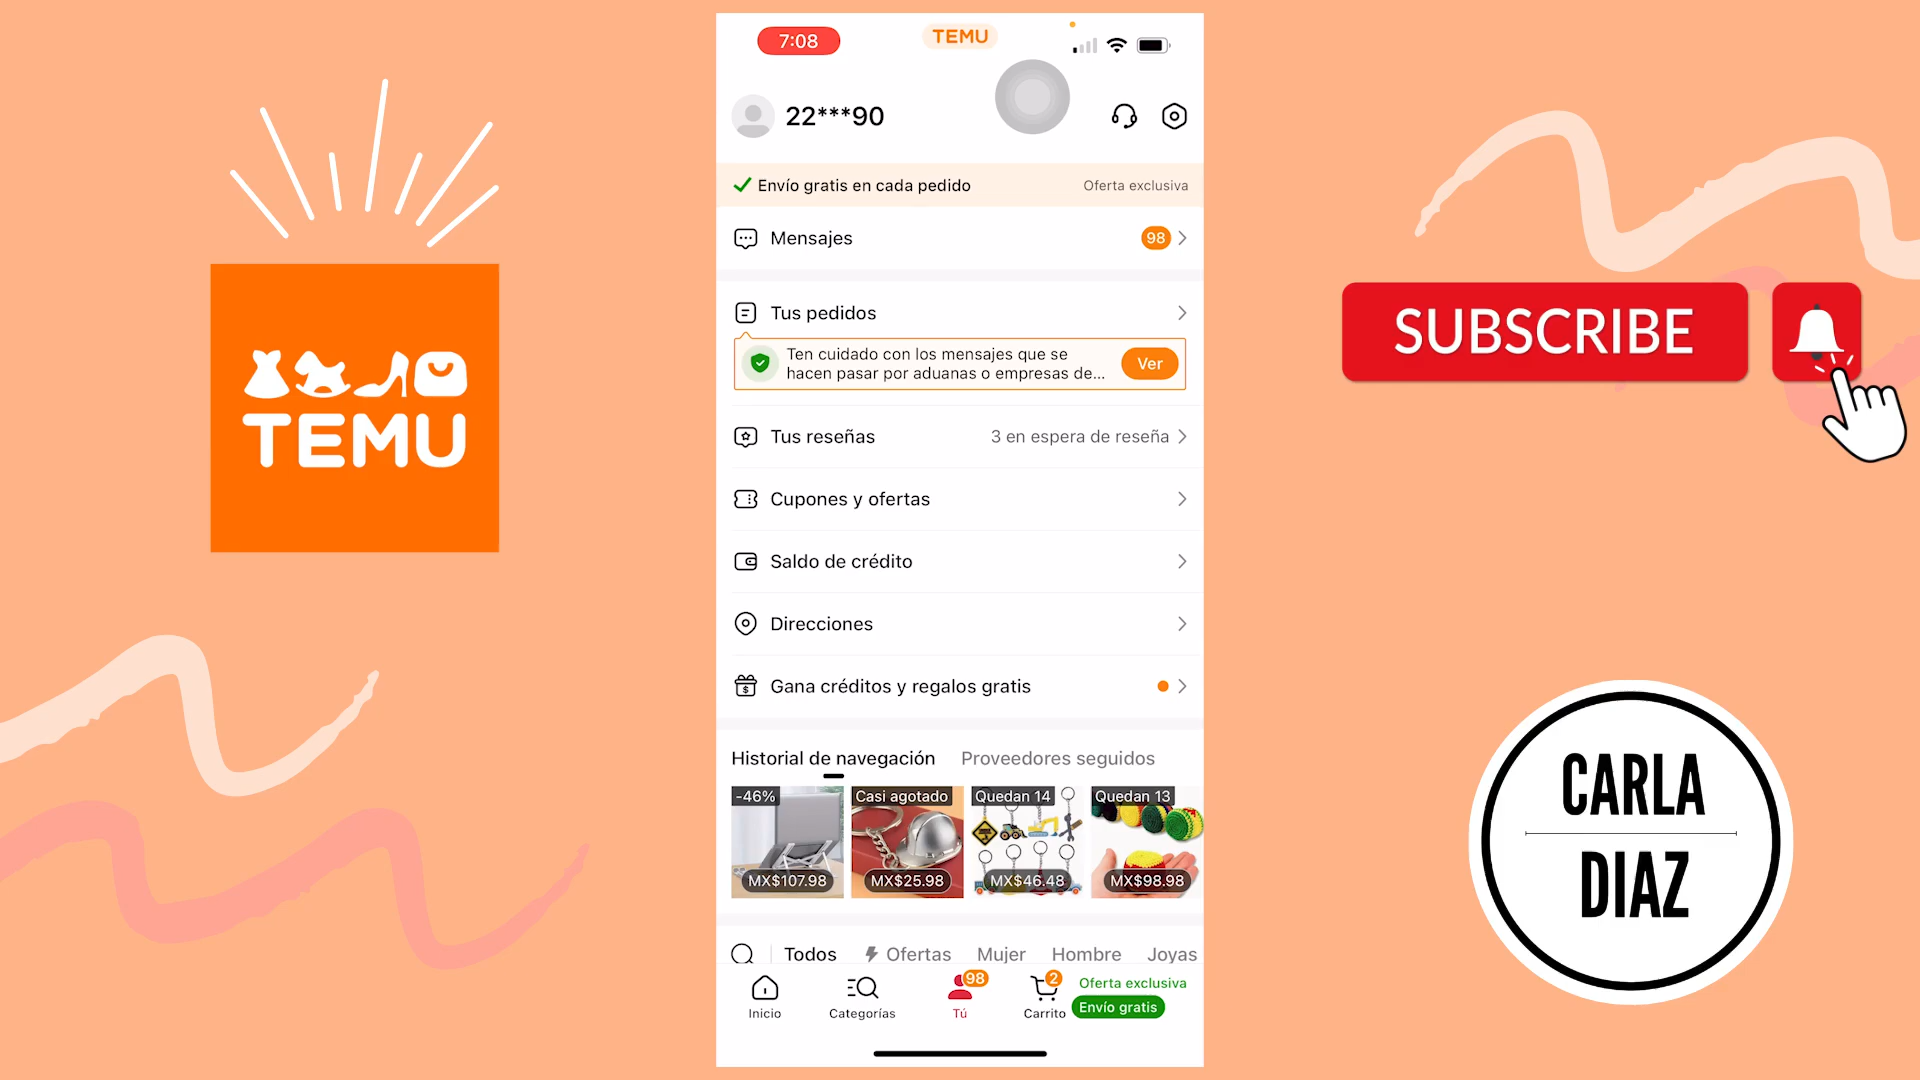 7:08
TEMU
22***90
Envío gratis en cada pedido
Oferta exclusiva
Mensajes
98
Tus pedidos
Ten cuidado con los mensajes que se
hacen pasar por aduanas o empresas de...
Ver
Tus reseñas
3 en espera de reseña
Cupones y ofertas
Saldo de crédito
Direcciones
Gana créditos y regalos gratis
Historial de navegación
Proveedores seguidos
-46%
Casi agotado
Quedan 14
Quedan 13
MX$107.98
MX$25.98
MX$46.48
MX$98.98
Todos
Ofertas
Mujer
Hombre
Joyas
98
2
Oferta exclusiva
Envío gratis
Inicio
Categorías
Tú
Carrito
TEMU
SUBSCRIBE
CARLA
DIAZ